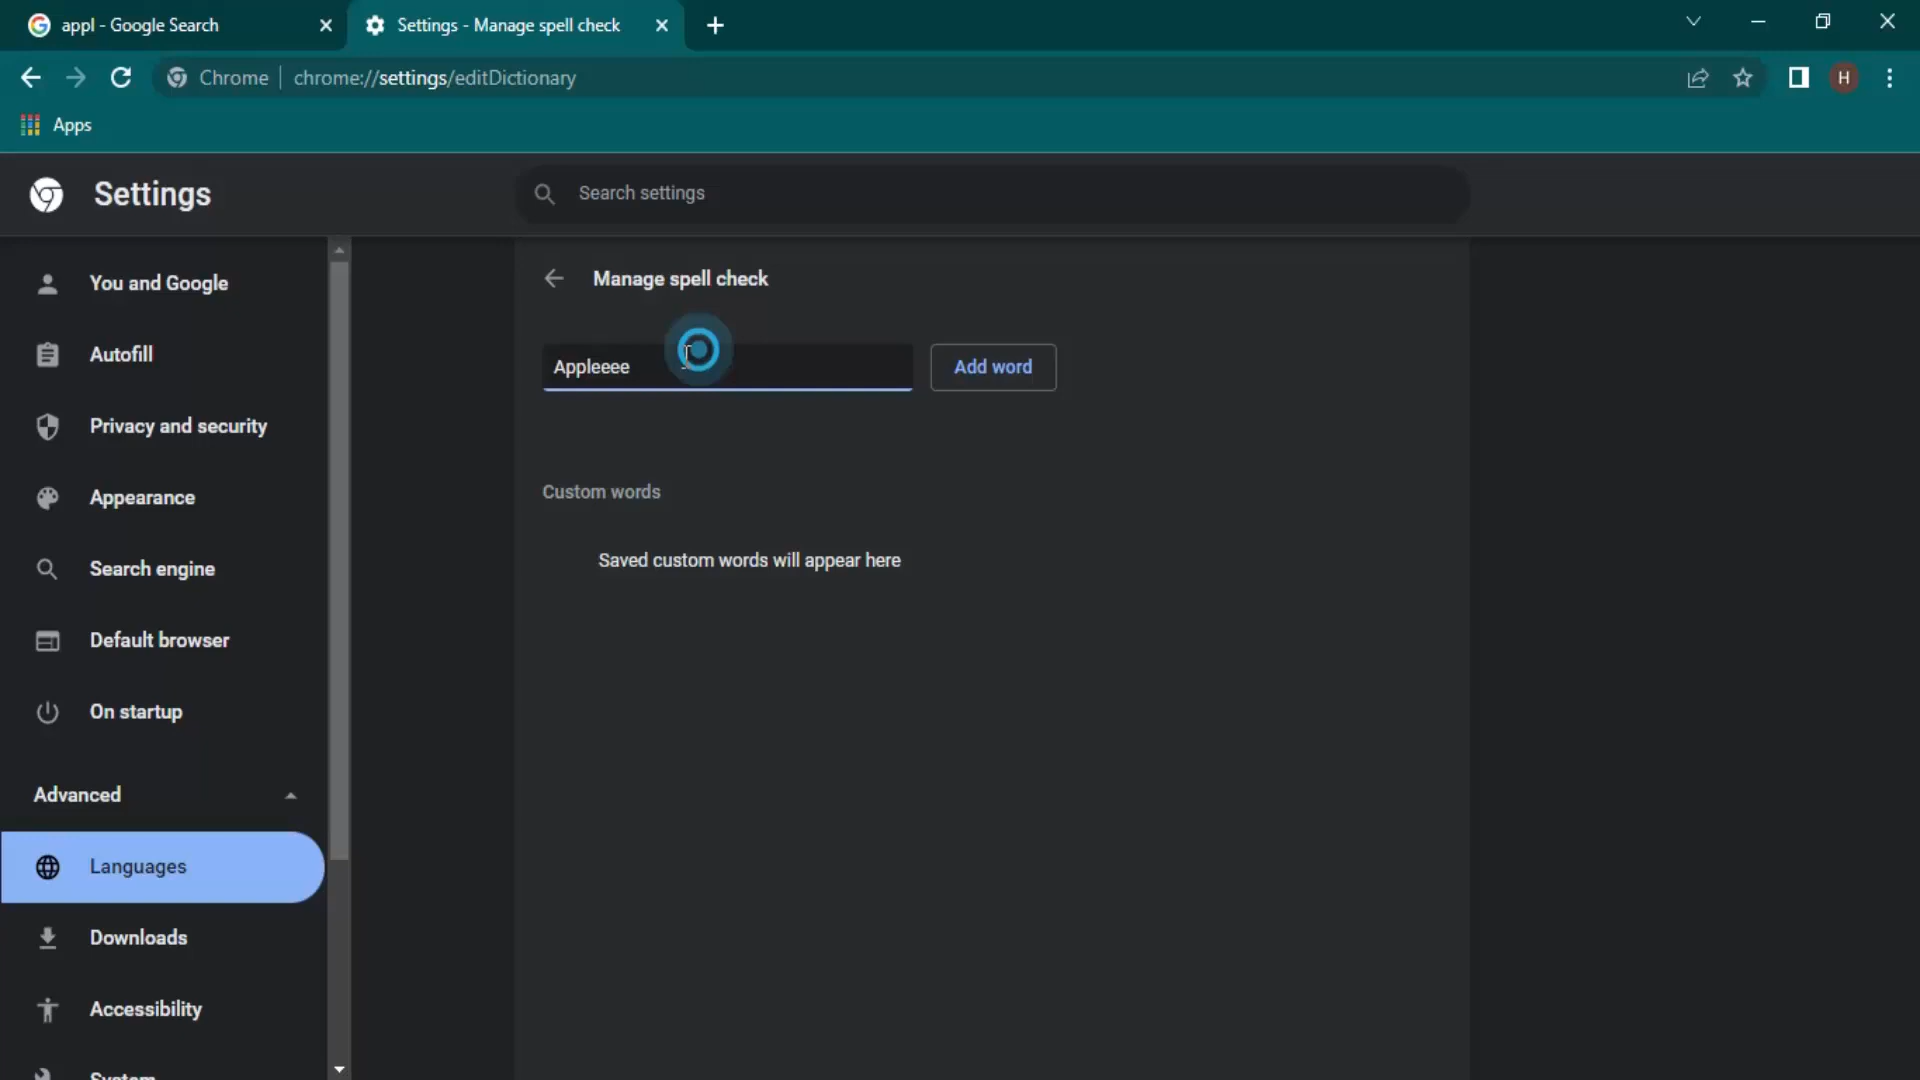 appl - Google Search
Settings - Manage spell check
Chrome
chrome://settings/editDictionary
H
Apps
Settings
Search settings
You and Google
Autofill
Privacy and security
Appearance
Search engine
Default browser
On startup
Advanced
Languages
Downloads
Accessibility
System
Manage spell check
Appleeee
Add word
Custom words
Saved custom words will appear here